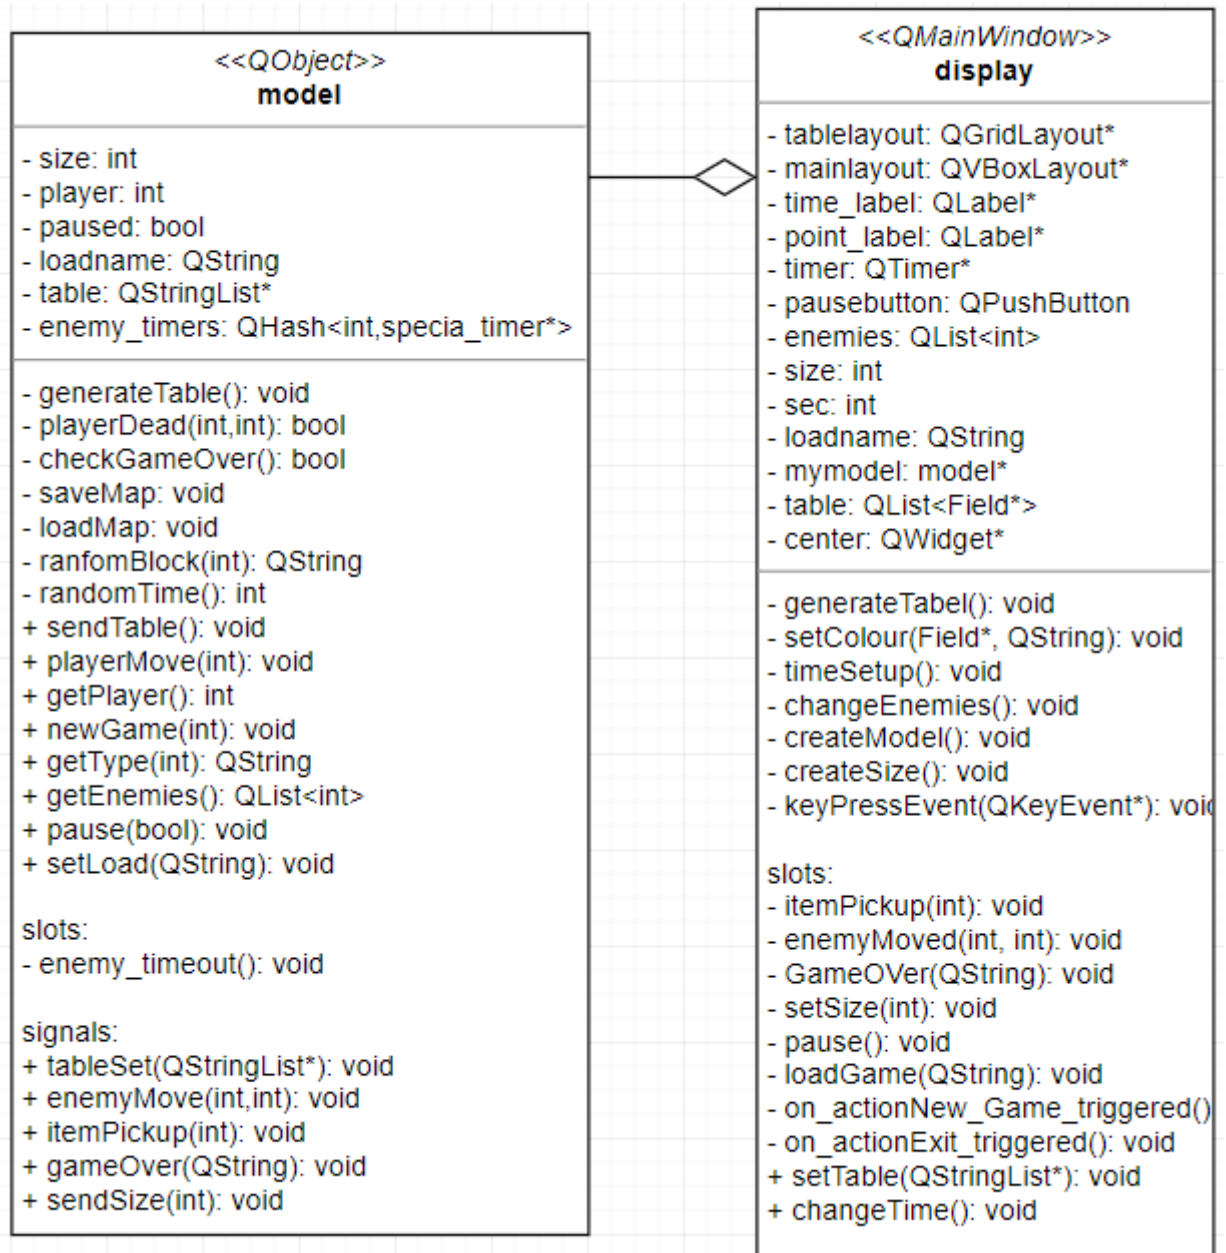 <<QObject>>
model
- size: int
- player: int
- paused: bool
- loadname: QString
- table: QStringList*
- enemy_timers: QHash<int,specia_timer*>
- generateTable(): void
- playerDead(int,int): bool
- checkGameOver(): bool
- saveMap: void
- loadMap: void
- ranfomBlock(int): QString
- randomTime(): int
+ sendTable(): void
+ playerMove(int): void
+ getPlayer(): int
+ newGame(int): void
+ getType(int): QString
+ getEnemies(): QList<int>
+ pause(bool): void
+ setLoad(QString): void
slots:
- enemy_timeout(): void
signals:
+ tableSet(QStringList*): void
+ enemyMove(int,int): void
+ itemPickup(int): void
+ gameOver(QString): void
+ sendSize(int): void
<<QMainWindow>>
display
- tablelayout: QGridLayout*
- mainlayout: QVBoxLayout*
- time_label: QLabel*
- point_label: QLabel*
- timer: QTimer*
- pausebutton: QPushButton
- enemies: QList<int>
- size: int
- sec: int
- loadname: QString
- mymodel: model*
- table: QList<Field*>
- center: QWidget*
- generateTabel(): void
- setColour(Field*, QString): void
- timeSetup(): void
- changeEnemies(): void
- createModel(): void
- createSize(): void
- keyPressEvent(QKeyEvent*): void
slots:
- itemPickup(int): void
- enemyMoved(int, int): void
- GameOVer(QString): void
- setSize(int): void
- pause(): void
- loadGame(QString): void
- on_actionNew_Game_triggered()
- on_actionExit_triggered(): void
+ setTable(QStringList*): void
+ changeTime(): void